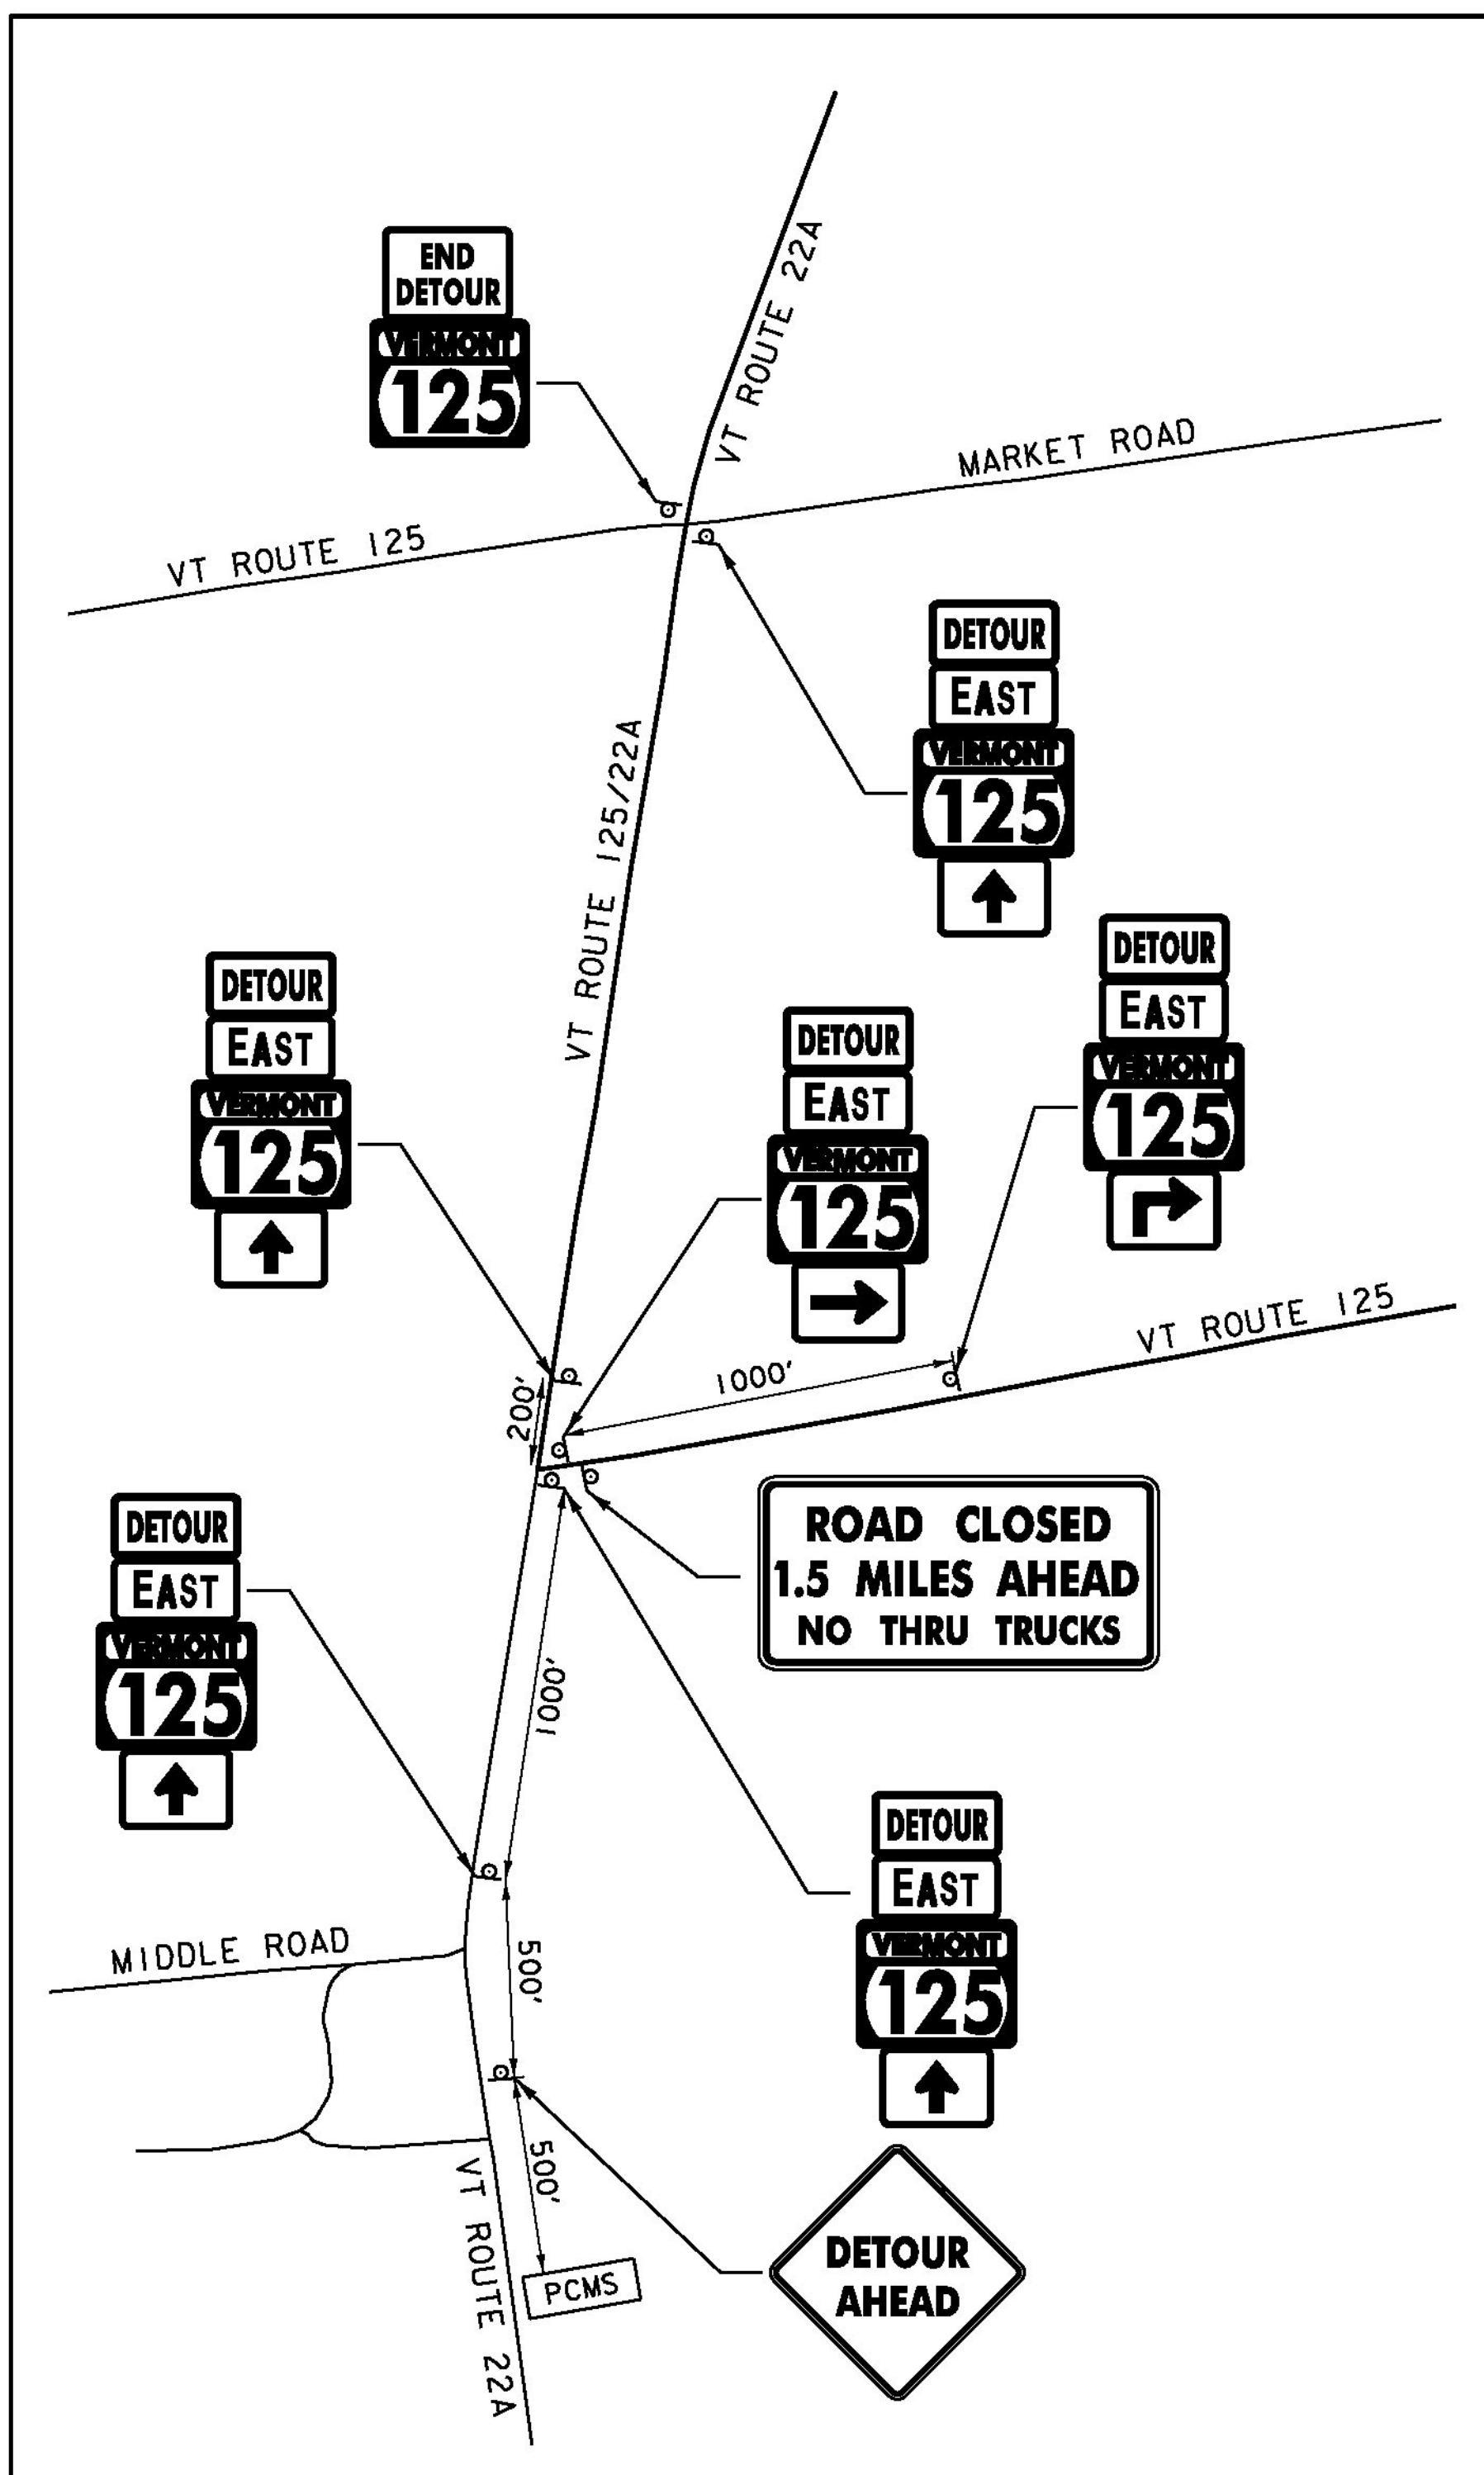 VT ROUTE 22A
END
DETOUR
VERMONT
125
MARKET ROAD
VT ROUTE 125
DETOUR
EAST
VERMONT
125
VT ROUTE 125/22A
DETOUR
EAST
VERMONT
125
DETOUR
EAST
VERMONT
125
DETOUR
EAST
VERMONT
125
VT ROUTE 125
1000'
200'
ROAD CLOSED
1.5 MILES AHEAD
NO THRU TRUCKS
DETOUR
EAST
VERMONT
125
1000'
DETOUR
EAST
VERMONT
125
MIDDLE ROAD
500'
500'
VT ROUTE 22A
PCMS
DETOUR
AHEAD